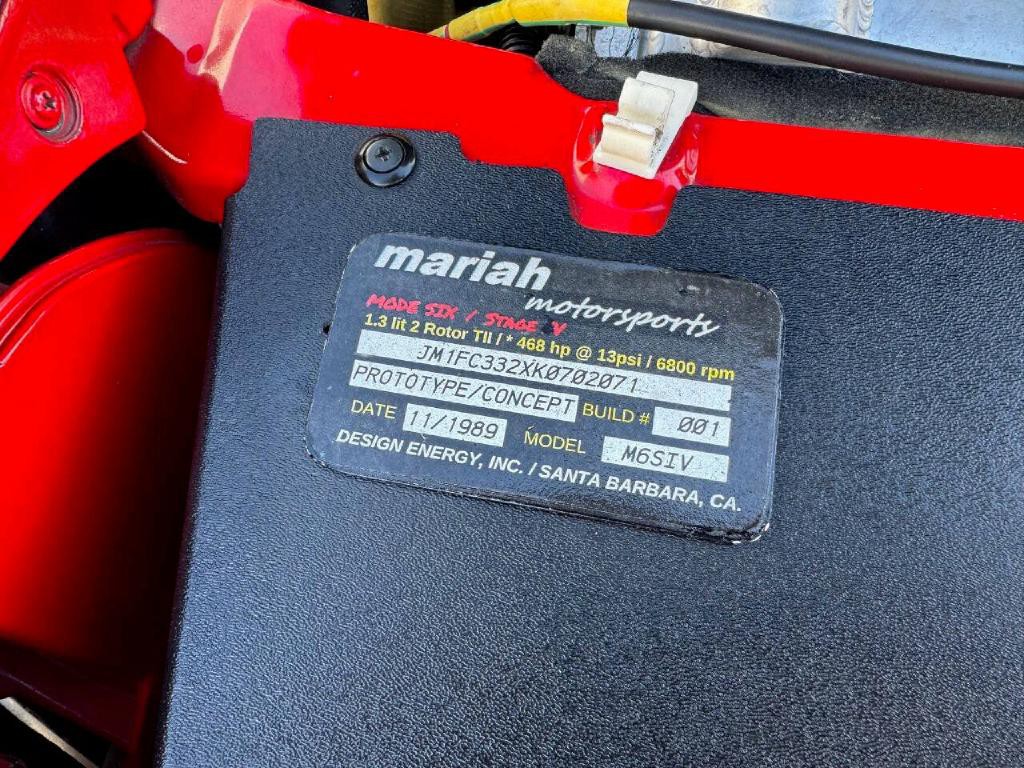 mariah
motorsports
MODE SIX / STAGE V
1.3 lit 2 Rotor TII / * 468 hp @ 13psi / 6800 rpm
JM1FC332XK0702071
PROTOTYPE/CONCEPT BUILD # 001
DATE 11/1989 MODEL M6SIV
DESIGN ENERGY, INC. / SANTA BARBARA, CA.